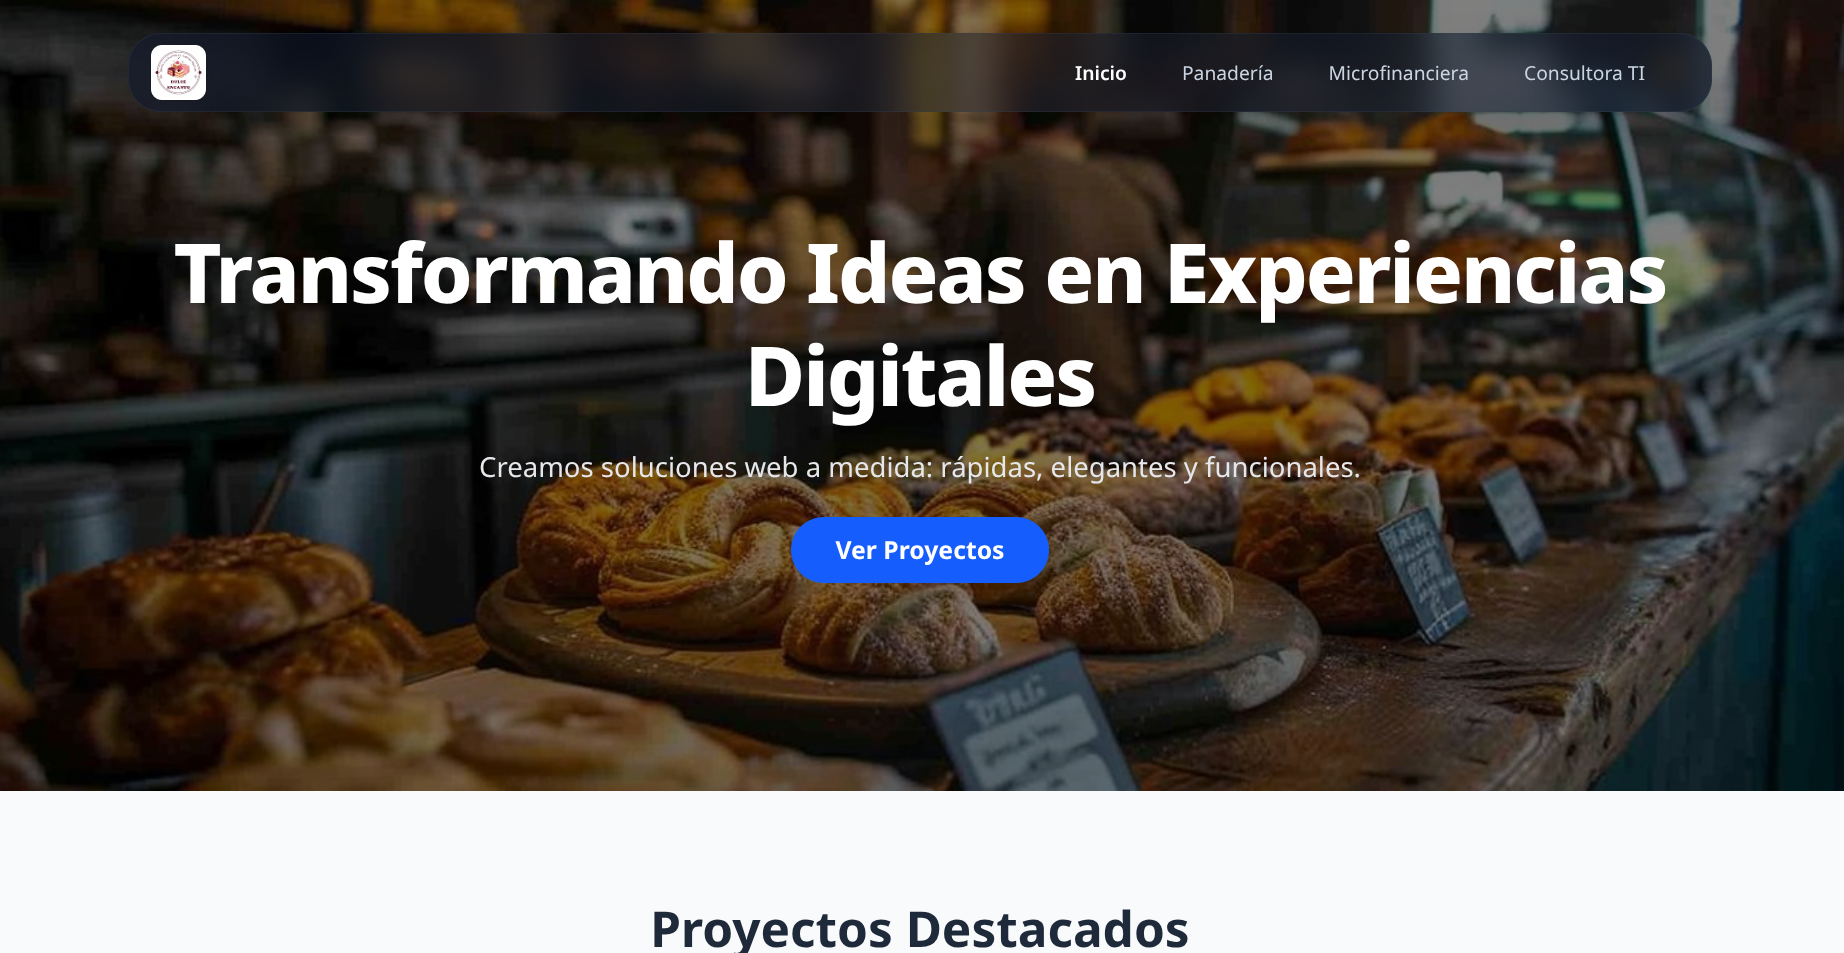 DOLCE
ENCANTO
Inicio
Panadería
Microfinanciera
Consultora TI
Transformando Ideas en Experiencias
Digitales
Creamos soluciones web a medida: rápidas, elegantes y funcionales.
Ver Proyectos
Proyectos Destacados